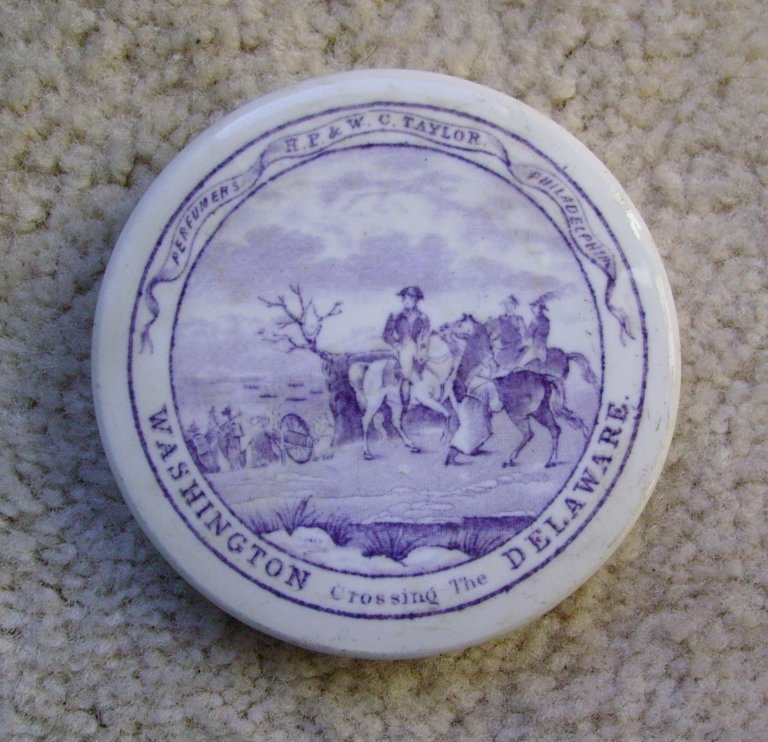 PERFUMERS H.P. & W.C. TAYLOR. PHILADELPHIA
WASHINGTON Crossing The DELAWARE.